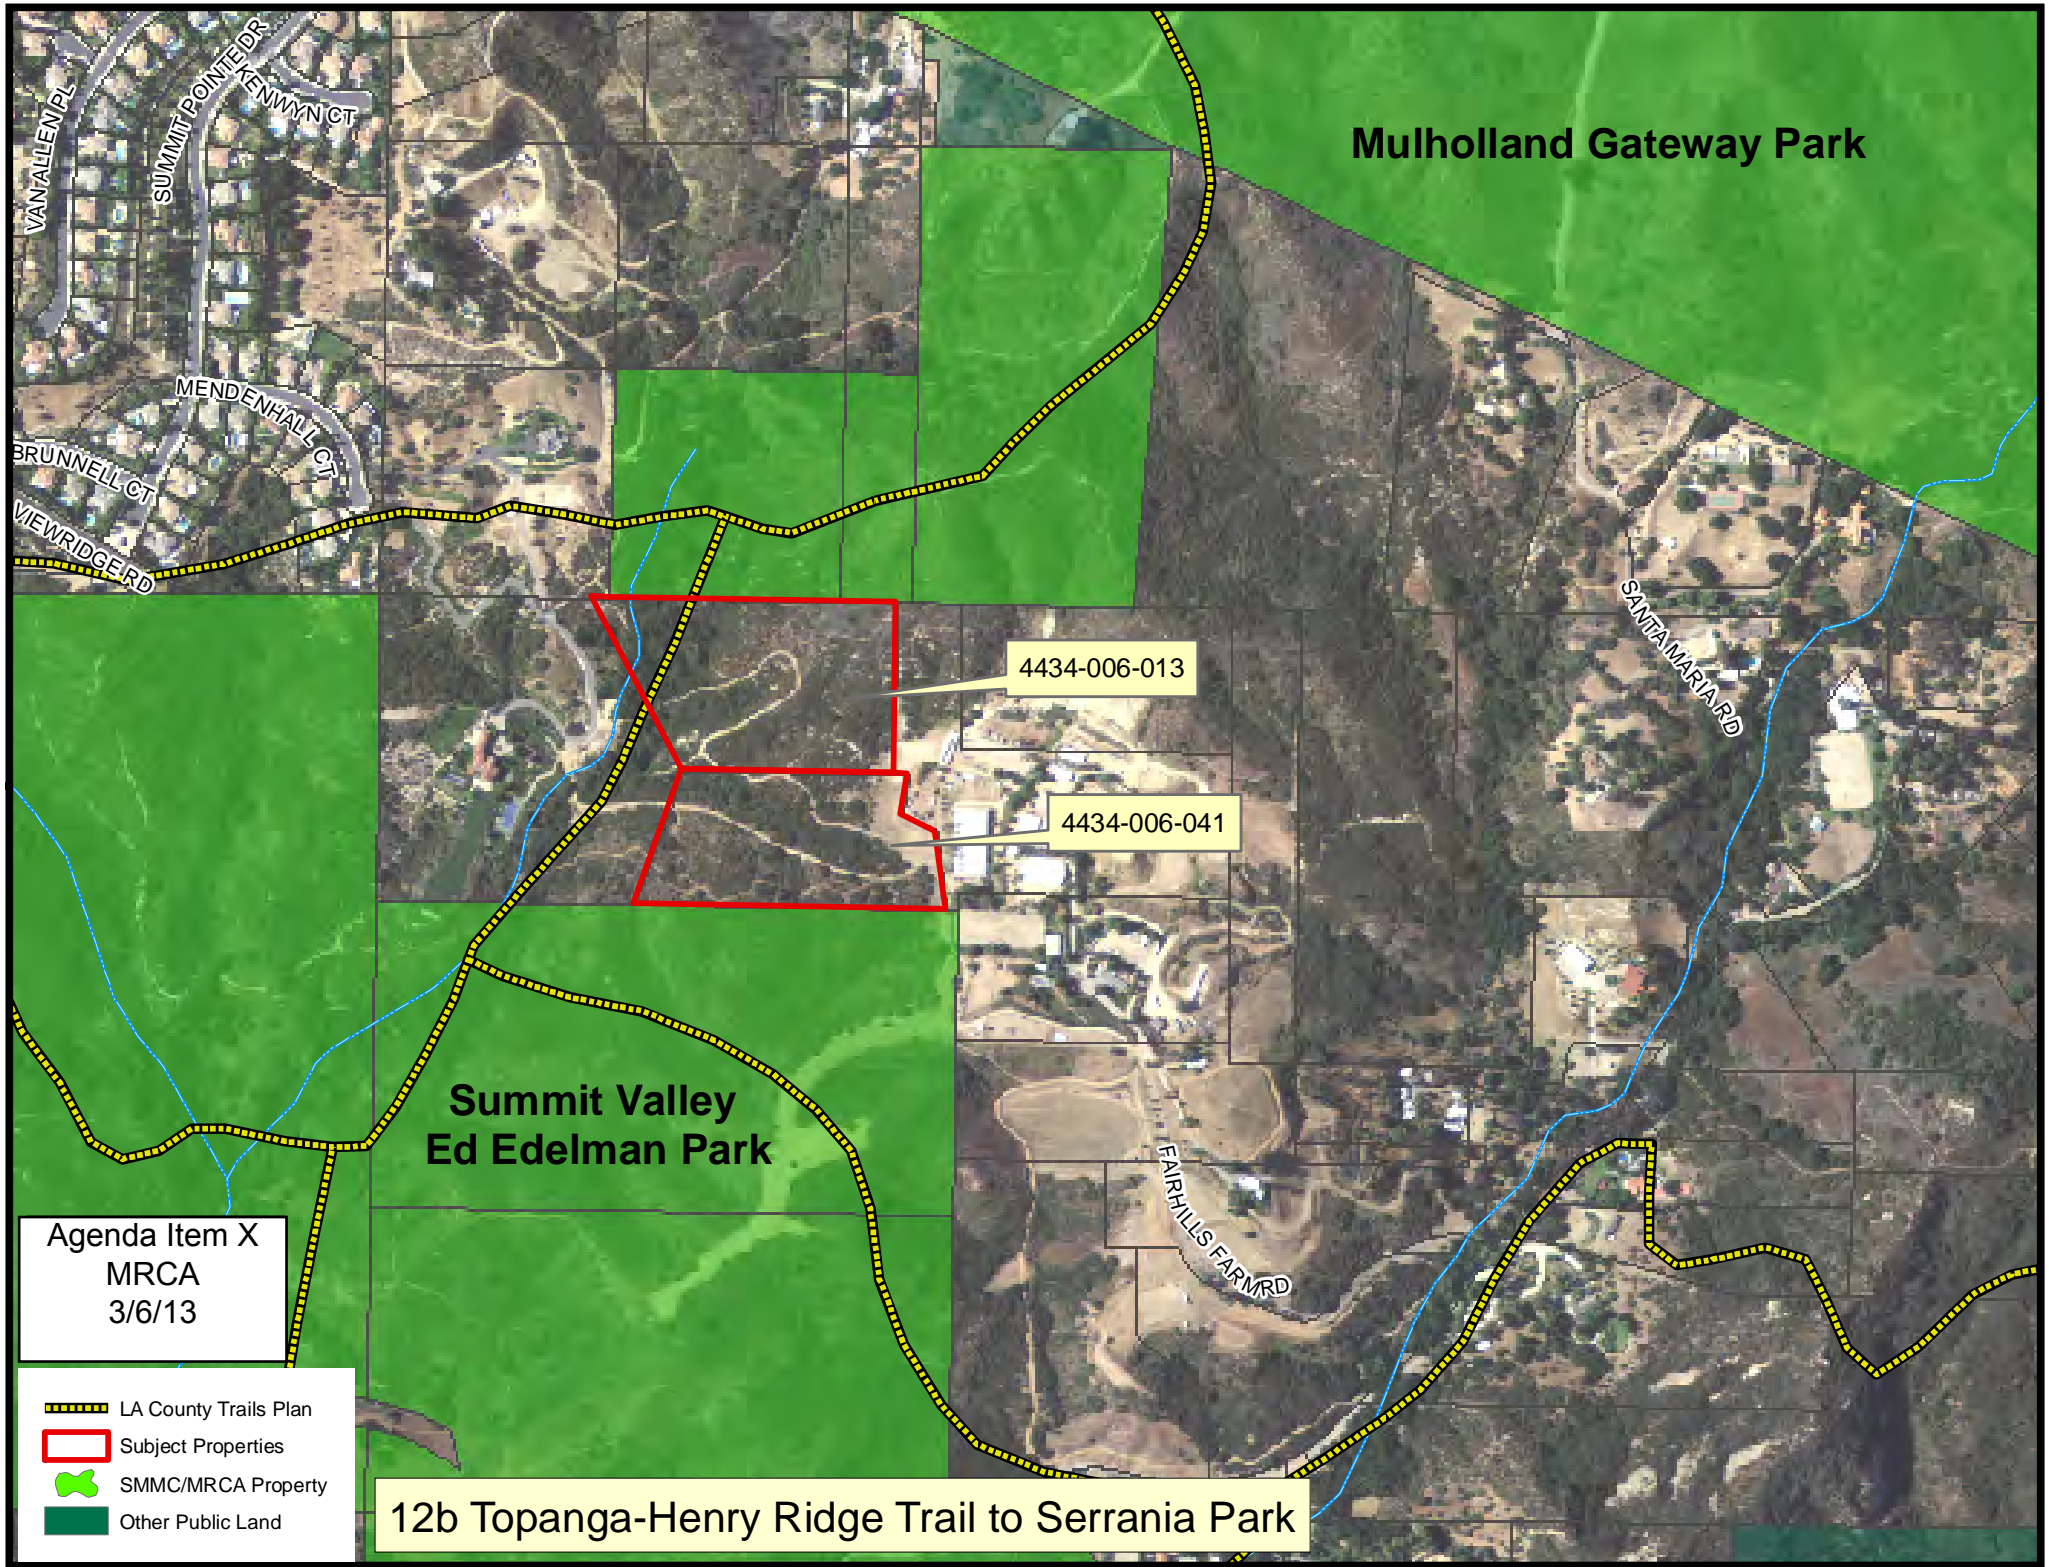 VAN ALLEN PL
SUMMIT POINTE DR
KENWYN CT
Mulholland Gateway Park
MENDENHALL CT
BRUNNELL CT
VIEWRIDGE RD
SANTA MARIA RD
4434-006-013
4434-006-041
Summit Valley
Ed Edelman Park
FAIRHILLS FARM RD
Agenda Item X
MRCA
3/6/13
LA County Trails Plan
Subject Properties
SMMC/MRCA Property
Other Public Land
12b Topanga-Henry Ridge Trail to Serrania Park